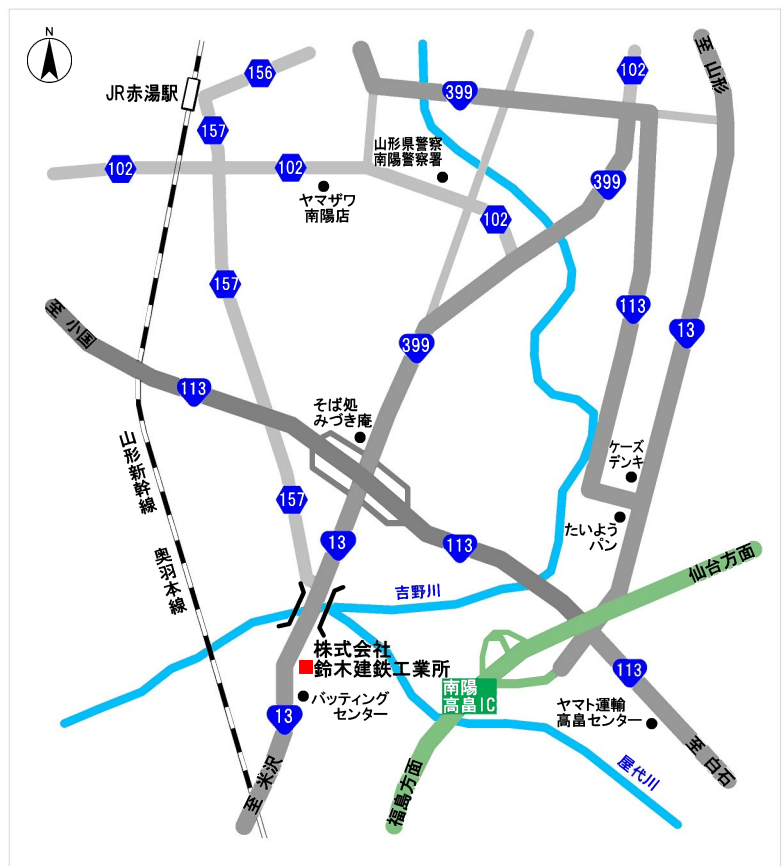 N
至 山形
156
102
JR赤湯駅
399
157
山形県警察
南陽警察署
102
102
399
ヤマザワ
南陽店
102
157
113
至 小国
13
399
113
そば処
みづき庵
山形新幹線
ケーズ
デンキ
157
たいよう
パン
13
113
奥羽本線
仙台方面
吉野川
株式会社
鈴木建鉄工業所
113
南陽
高畠IC
バッティング
センター
ヤマト運輸
高畠センター
13
至 白石
屋代川
至 米沢
福島方面